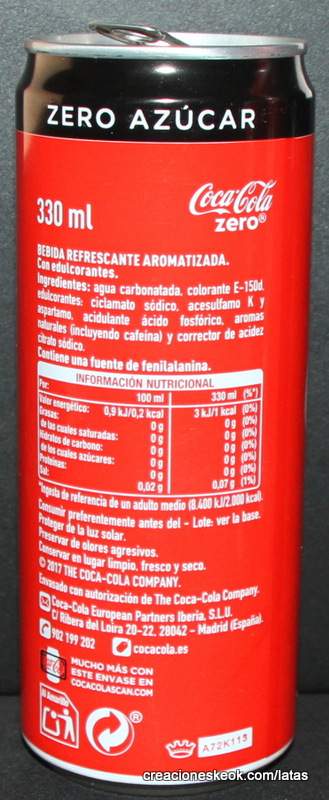 ZERO AZÚCAR
330 ml
Coca-Cola
zero®
BEBIDA REFRESCANTE AROMATIZADA.
Con edulcorantes.
Ingredientes: agua carbonatada, colorante E-150d,
edulcorantes: ciclamato sódico, acesulfamo K y
aspartamo, acidulante ácido fosfórico, aromas
naturales (incluyendo cafeína) y corrector de acidez
citrato sódico.
Contiene una fuente de fenilalanina.
INFORMACIÓN NUTRICIONAL
Por: 100 ml 330 ml (%*)
Valor energético: 0,9 kJ/0,2 kcal 3 kJ/1 kcal (0%)
Grasas: 0 g 0 g (0%)
de las cuales saturadas: 0 g 0 g (0%)
Hidratos de carbono: 0 g 0 g (0%)
de los cuales azúcares: 0 g 0 g (0%)
Proteínas: 0 g 0 g (0%)
Sal: 0,02 g 0,07 g (1%)
*Ingesta de referencia de un adulto medio (8.400 kJ/2.000 kcal).
Consumir preferentemente antes del - Lote: ver la base.
Proteger de la luz solar.
Preservar de olores agresivos.
Conservar en lugar limpio, fresco y seco.
© 2017 THE COCA-COLA COMPANY.
Envasado con autorización de The Coca-Cola Company.
Coca-Cola European Partners Iberia, S.L.U.
C/ Ribera del Loira 20-22, 28042 - Madrid (España).
902 199 202 cocacola.es
MUCHO MÁS CON
ESTE ENVASE EN
COCACOLASCAN.COM
Al Amarillo
®
A72K113
creacioneskeok.com/latas